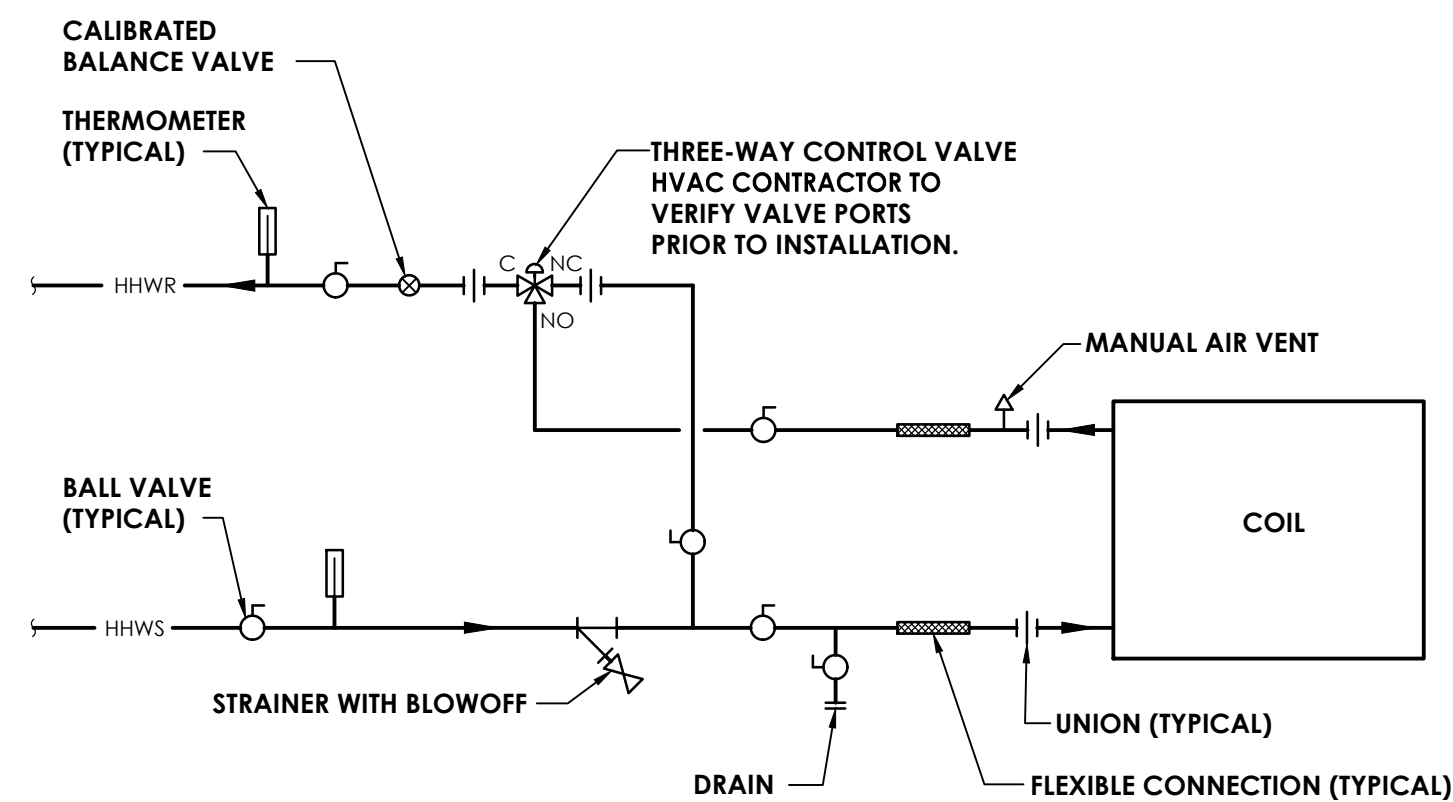 CALIBRATED
BALANCE VALVE
THERMOMETER
(TYPICAL)
THREE-WAY CONTROL VALVE
HVAC CONTRACTOR TO
VERIFY VALVE PORTS
PRIOR TO INSTALLATION.
C
NC
HHWR
NO
MANUAL AIR VENT
BALL VALVE
(TYPICAL)
COIL
HHWS
STRAINER WITH BLOWOFF
UNION (TYPICAL)
DRAIN
FLEXIBLE CONNECTION (TYPICAL)